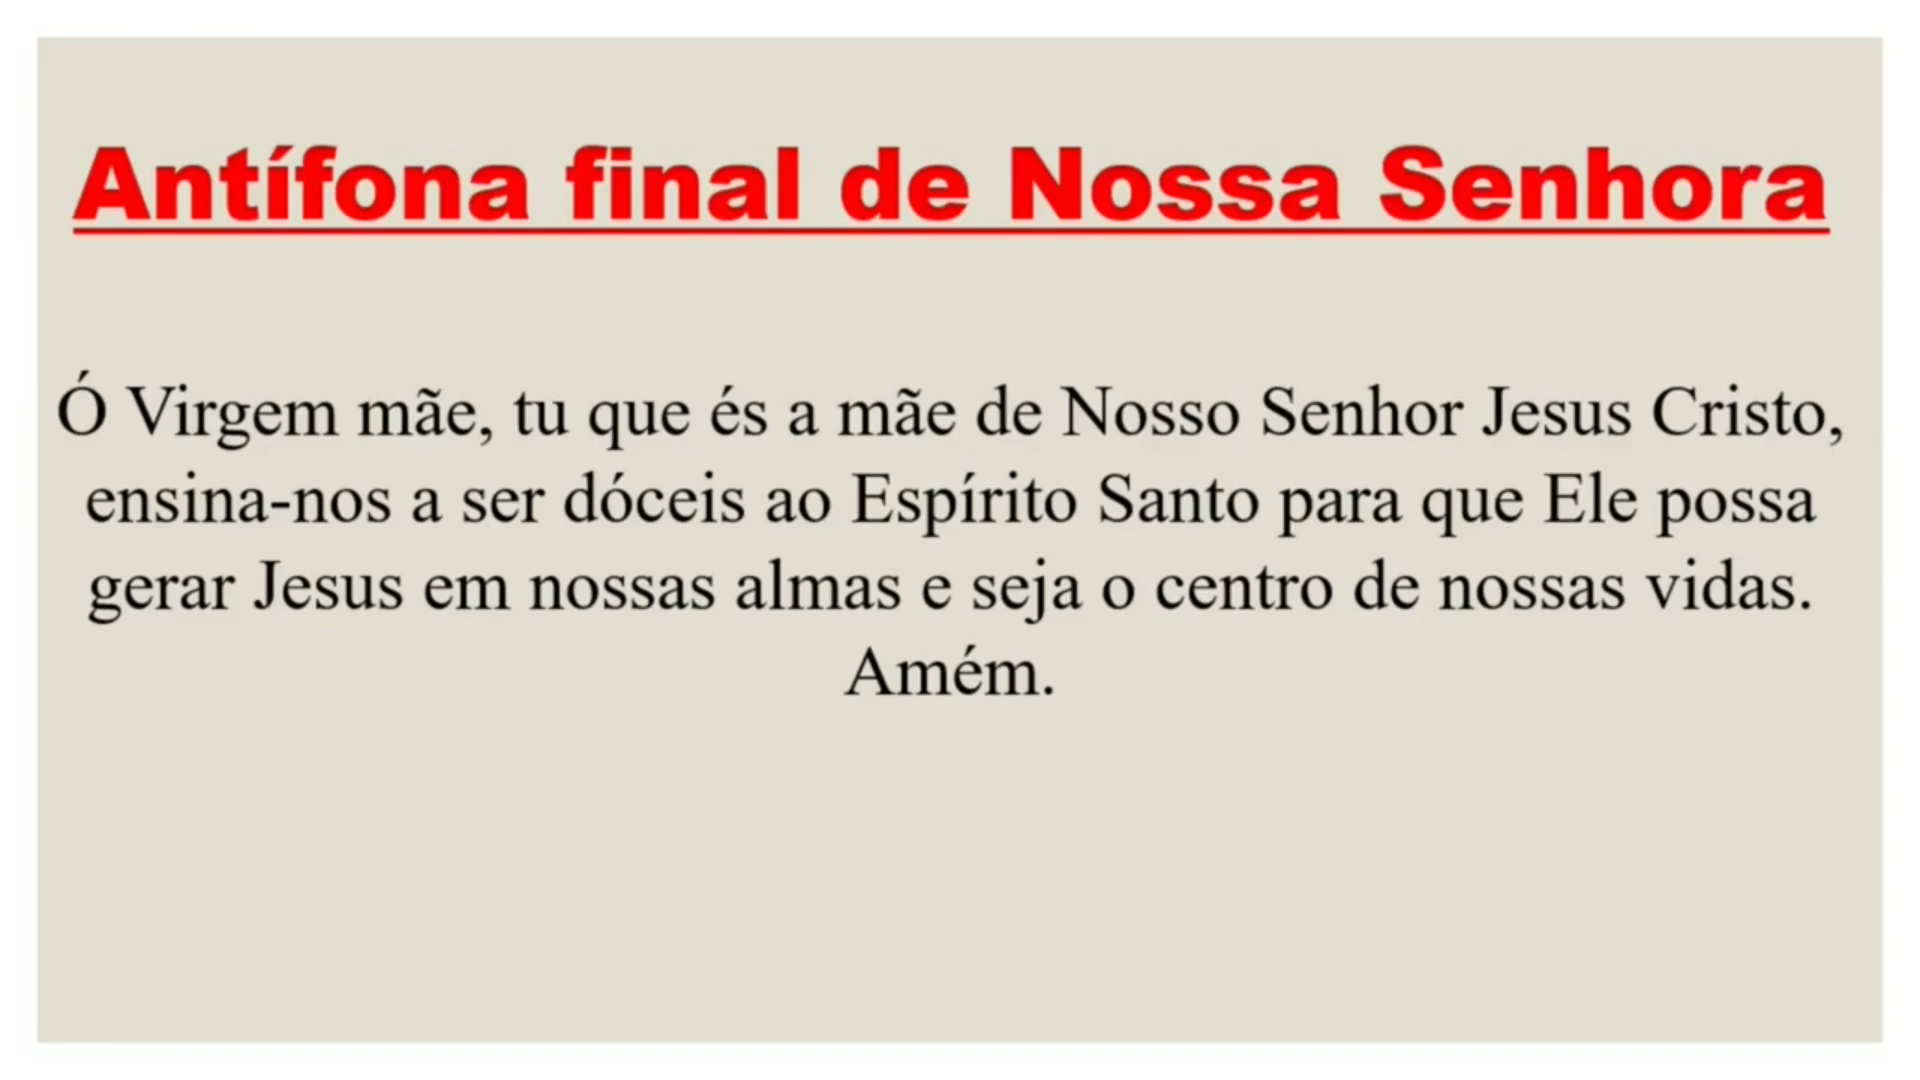 Antífona final de Nossa Senhora
Ó Virgem mãe, tu que és a mãe de Nosso Senhor Jesus Cristo,
ensina-nos a ser dóceis ao Espírito Santo para que Ele possa
gerar Jesus em nossas almas e seja o centro de nossas vidas.
Amém.